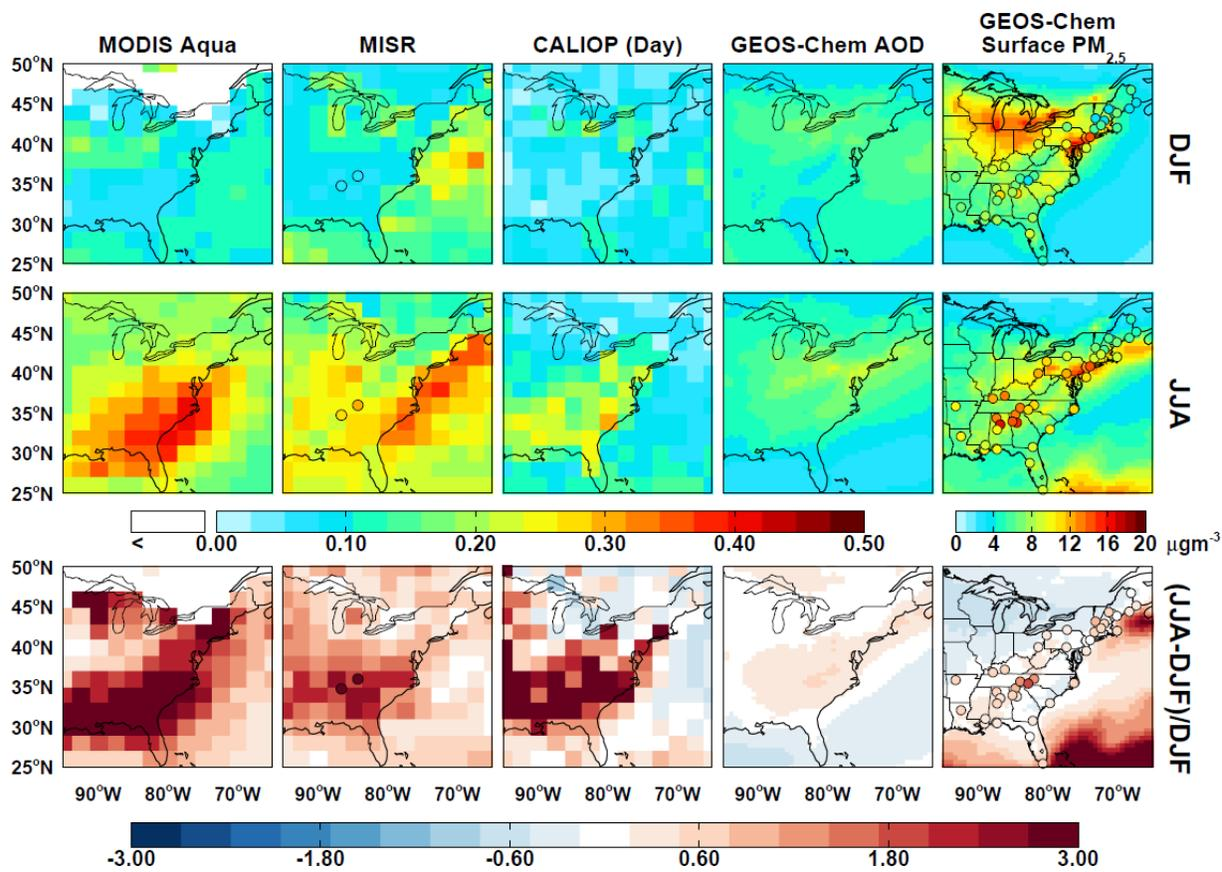 GEOS-Chem
MODIS Aqua MISR CALIOP (Day) GEOS-Chem AOD Surface PM2.5
50°N
45°N
40°N
35°N
30°N
25°N
DJF
50°N
45°N
40°N
35°N
30°N
25°N
JJA
< 0.00 0.10 0.20 0.30 0.40 0.50 0 4 8 12 16 20 μgm-3
50°N
45°N
40°N
35°N
30°N
25°N
(JJA-DJF)/DJF
90°W 80°W 70°W 90°W 80°W 70°W 90°W 80°W 70°W 90°W 80°W 70°W 90°W 80°W 70°W
-3.00 -1.80 -0.60 0.60 1.80 3.00